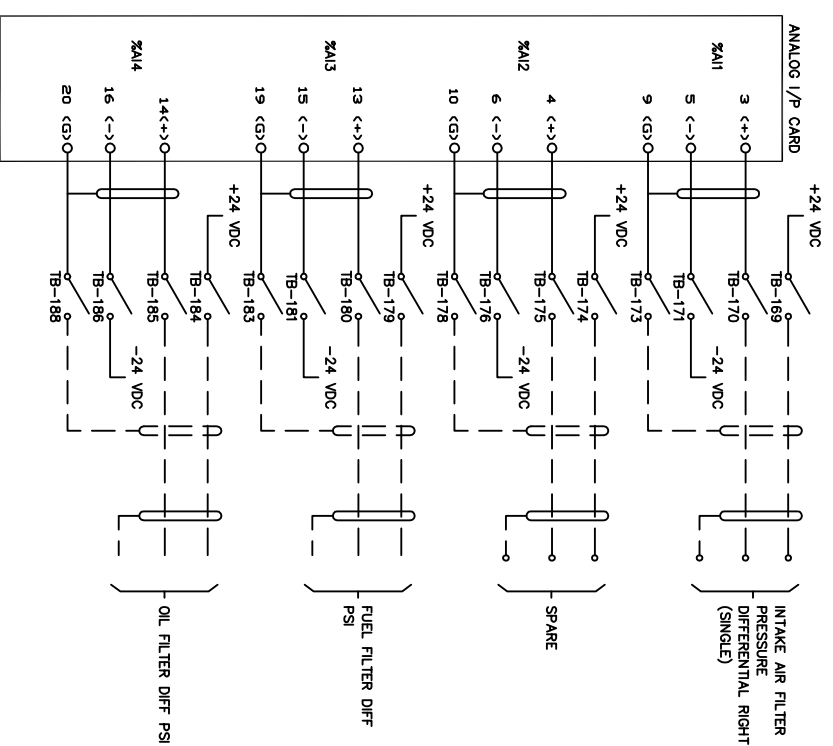 ANALOG I/P CARD
%AI1
3 (+)
5 (-)
9 (G)
+24 VDC
TB-169
TB-170
TB-171
TB-173
-24 VDC
INTAKE AIR FILTER
PRESSURE
DIFFERENTIAL RIGHT
(SINGLE)
%AI2
4 (+)
6 (-)
10 (G)
+24 VDC
TB-174
TB-175
TB-176
TB-178
-24 VDC
SPARE
%AI3
13 (+)
15 (-)
19 (G)
+24 VDC
TB-179
TB-180
TB-181
TB-183
-24 VDC
FUEL FILTER DIFF
PSI
%AI4
14(+)
16 (-)
20 (G)
+24 VDC
TB-184
TB-185
TB-186
TB-188
-24 VDC
OIL FILTER DIFF PSI